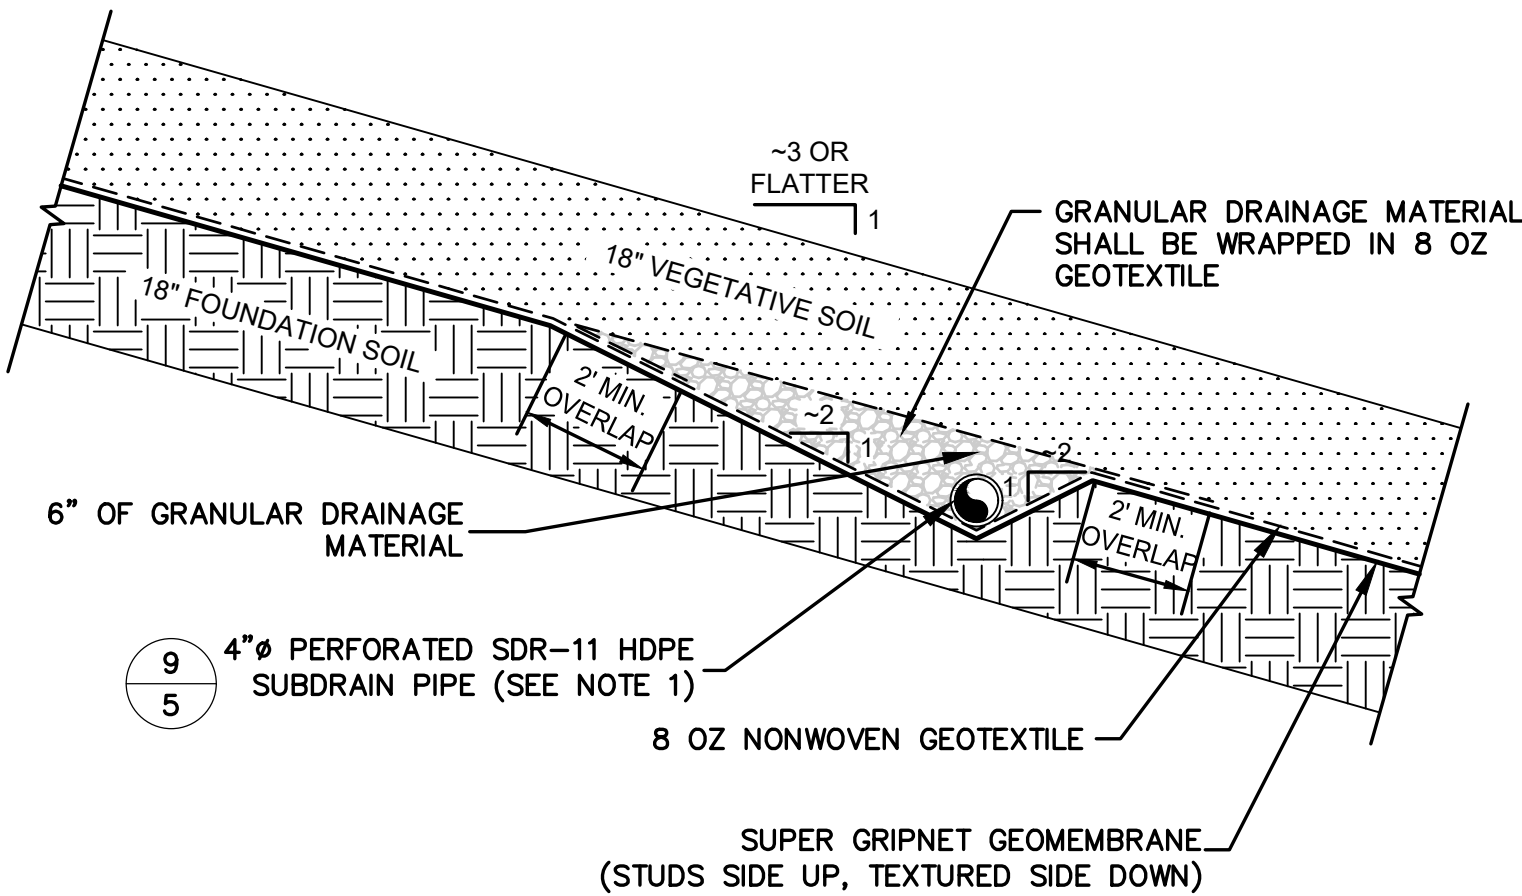 ~3 OR
FLATTER
1
GRANULAR DRAINAGE MATERIAL
SHALL BE WRAPPED IN 8 OZ
GEOTEXTILE
18" VEGETATIVE SOIL
18" FOUNDATION SOIL
2' MIN.
OVERLAP
~2
1
~2
1
2' MIN.
OVERLAP
6” OF GRANULAR DRAINAGE
MATERIAL
9
5
4”ø PERFORATED SDR–11 HDPE
SUBDRAIN PIPE (SEE NOTE 1)
8 OZ NONWOVEN GEOTEXTILE
SUPER GRIPNET GEOMEMBRANE
(STUDS SIDE UP, TEXTURED SIDE DOWN)